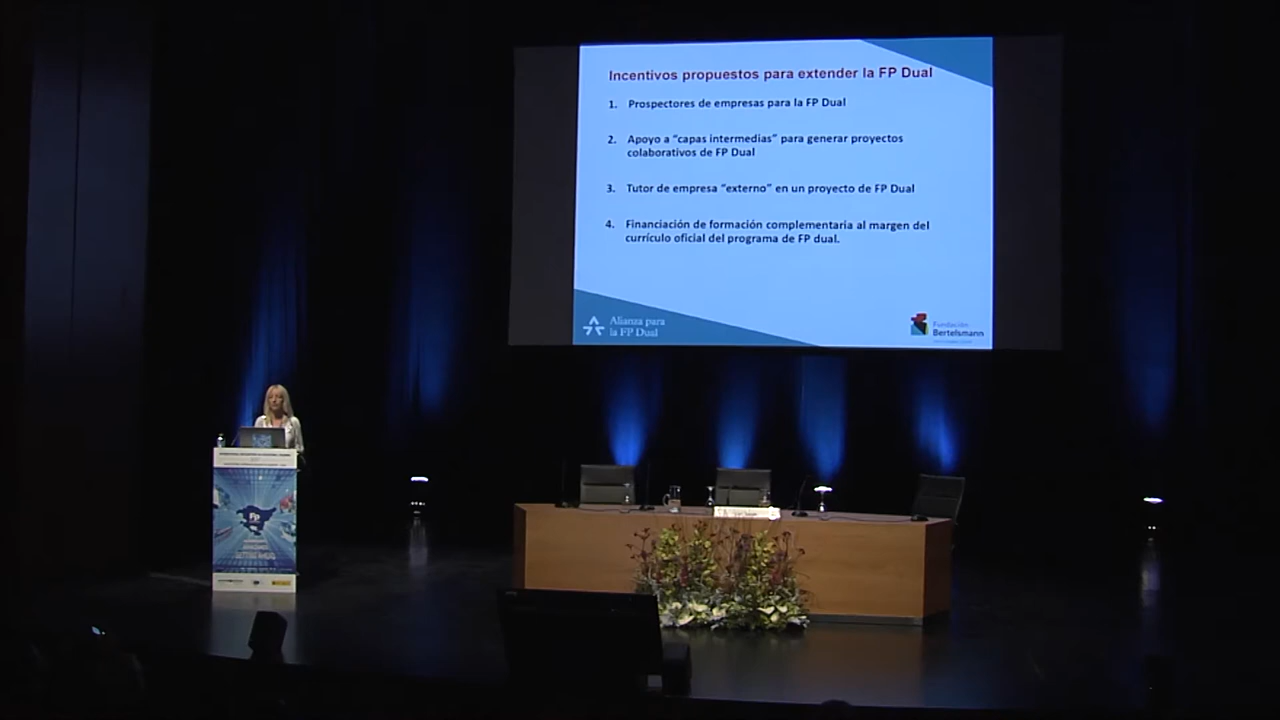 Incentivos propuestos para extender la FP Dual
1. Prospectores de empresas para la FP Dual
2. Apoyo a “capas intermedias” para generar proyectos
colaborativos de FP Dual
3. Tutor de empresa “externo” en un proyecto de FP Dual
4. Financiación de formación complementaria al margen del
currículo oficial del programa de FP dual.
Alianza para
la FP Dual
Fundación
Bertelsmann
FP